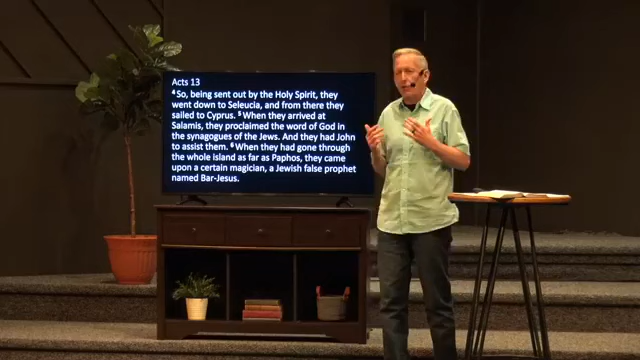 Acts 13
4 So, being sent out by the Holy Spirit, they
went down to Seleucia, and from there they
sailed to Cyprus. 5 When they arrived at
Salamis, they proclaimed the word of God in
the synagogues of the Jews. And they had John
to assist them. 6 When they had gone through
the whole island as far as Paphos, they came
upon a certain magician, a Jewish false prophet
named Bar-Jesus.